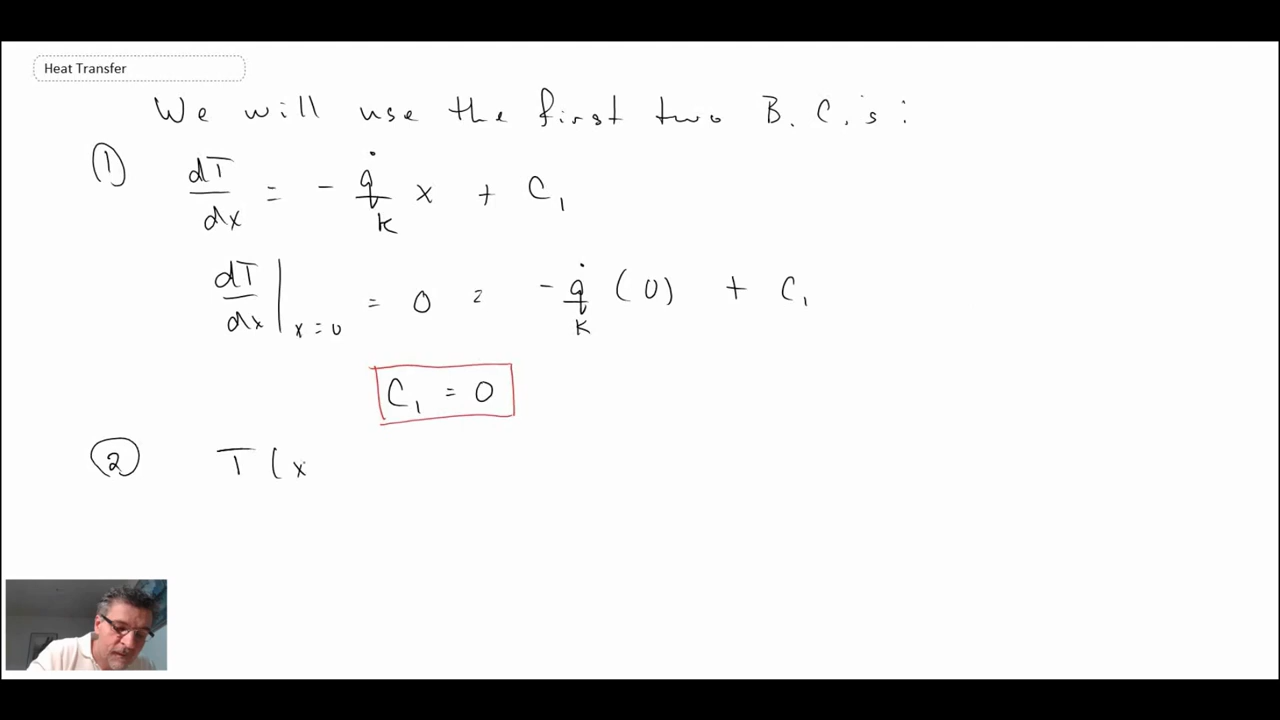 Heat Transfer
We will use the first two B.C.'s:
① dT/dx = - q̇/k x + C₁
dT/dx |ₓ₌₀ = 0 = - q̇/k (0) + C₁
C₁ = 0
② T(x